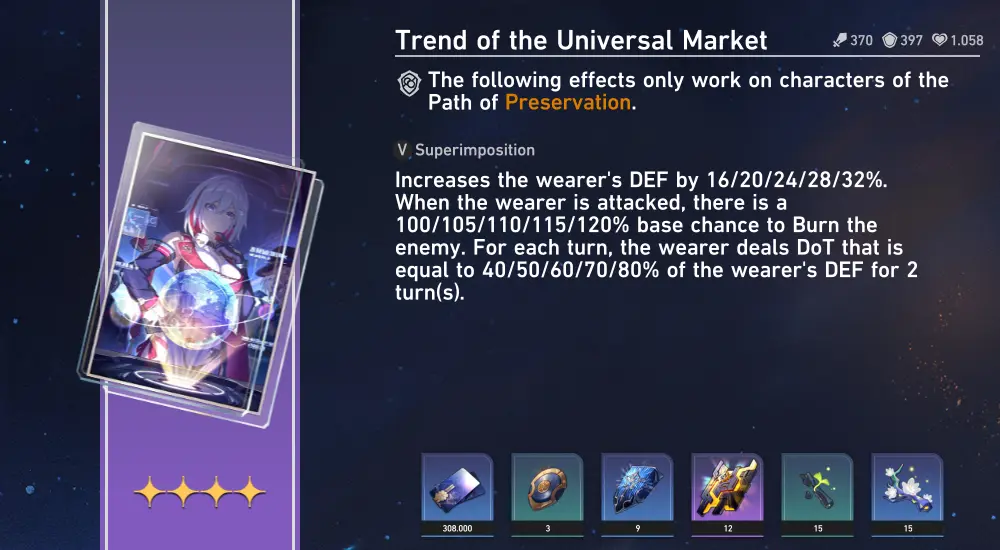 Trend of the Universal Market
370 397 1.058
The following effects only work on characters of the
Path of Preservation.
V Superimposition
Increases the wearer's DEF by 16/20/24/28/32%.
When the wearer is attacked, there is a
100/105/110/115/120% base chance to Burn the
enemy. For each turn, the wearer deals DoT that is
equal to 40/50/60/70/80% of the wearer's DEF for 2
turn(s).
308.000 3 9 12 15 15